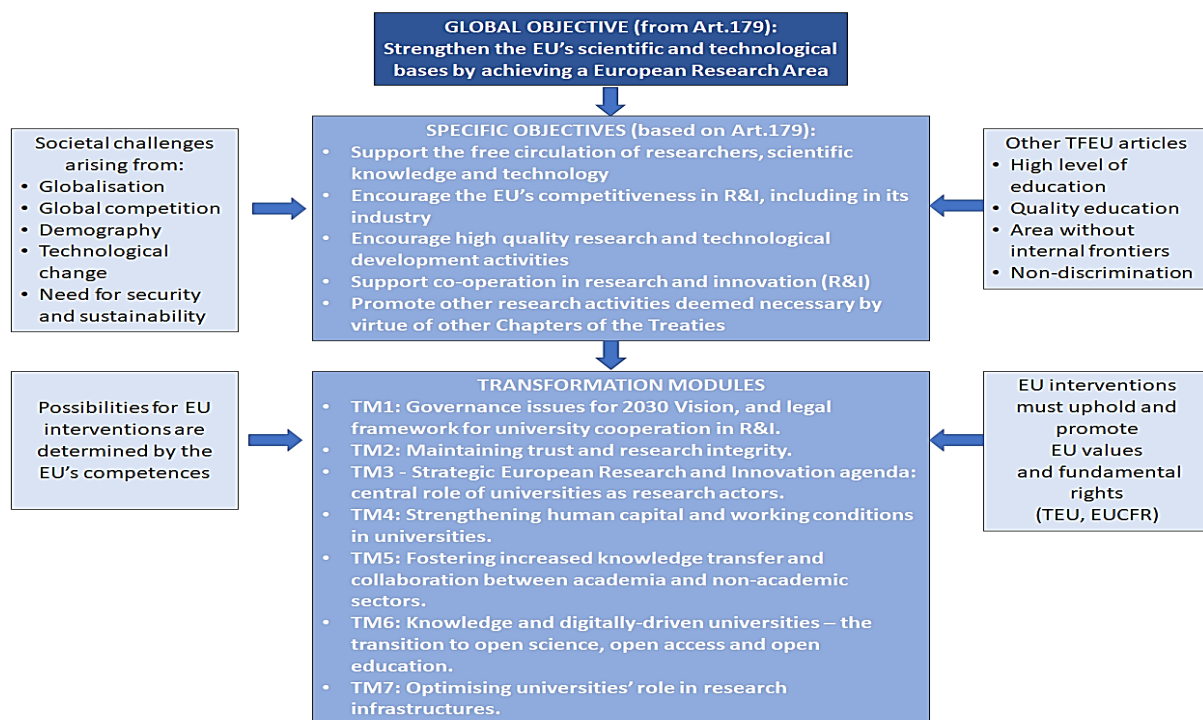 GLOBAL OBJECTIVE (from Art.179):
Strengthen the EU’s scientific and technological
bases by achieving a European Research Area
Societal challenges
arising from:
• Globalisation
• Global competition
• Demography
• Technological
change
• Need for security
and sustainability
SPECIFIC OBJECTIVES (based on Art.179):
• Support the free circulation of researchers, scientific
knowledge and technology
• Encourage the EU’s competitiveness in R&I, including in its
industry
• Encourage high quality research and technological
development activities
• Support co-operation in research and innovation (R&I)
• Promote other research activities deemed necessary by
virtue of other Chapters of the Treaties
Other TFEU articles
• High level of
education
• Quality education
• Area without
internal frontiers
• Non-discrimination
Possibilities for EU
interventions are
determined by the
EU’s competences
TRANSFORMATION MODULES
• TM1: Governance issues for 2030 Vision, and legal
framework for university cooperation in R&I.
• TM2: Maintaining trust and research integrity.
• TM3 - Strategic European Research and Innovation agenda:
central role of universities as research actors.
• TM4: Strengthening human capital and working conditions
in universities.
• TM5: Fostering increased knowledge transfer and
collaboration between academia and non-academic
sectors.
• TM6: Knowledge and digitally-driven universities – the
transition to open science, open access and open
education.
• TM7: Optimising universities’ role in research
infrastructures.
EU interventions
must uphold and
promote
EU values
and fundamental
rights
(TEU, EUCFR)